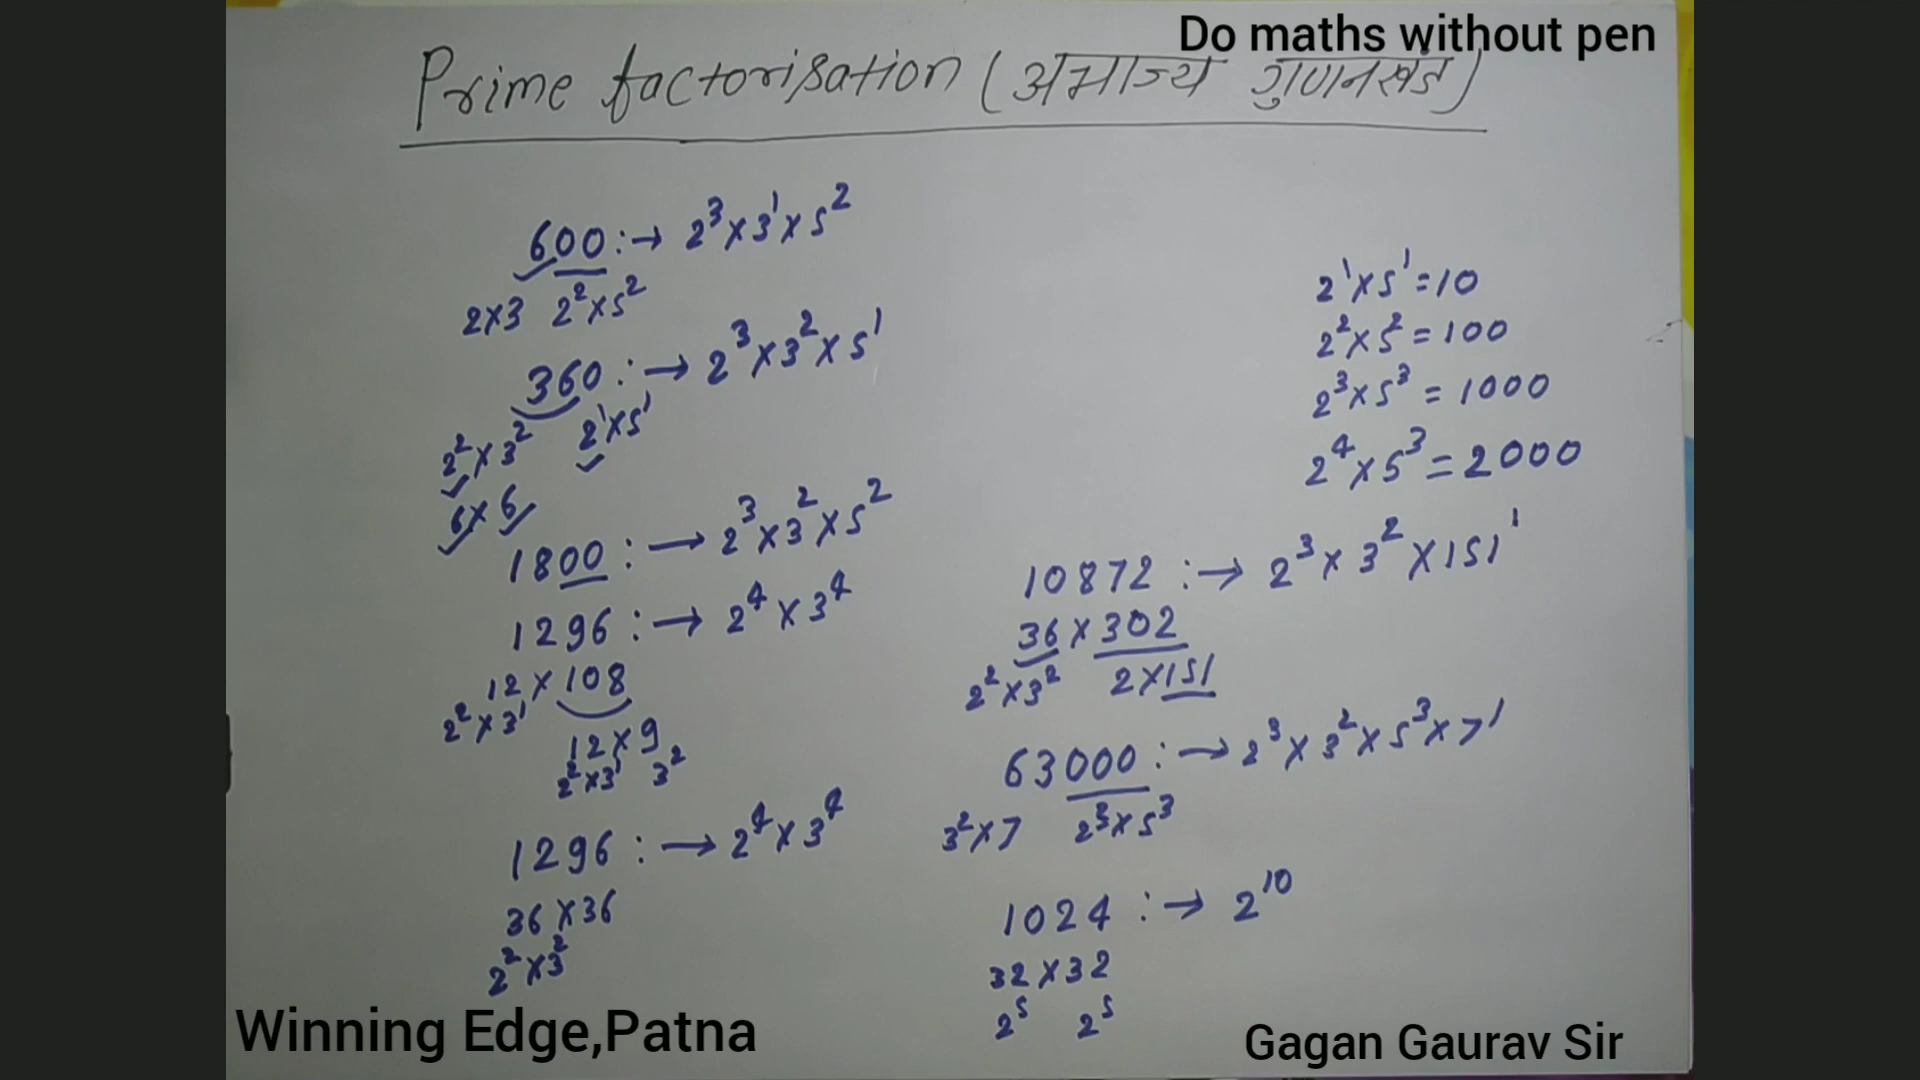 Do maths without pen
Prime factorisation (अभाज्य गुणनखंड)
600 :→ 2³×3¹×5²
2×3 2²×5²
360 :→ 2³×3²×5¹
2²×3² 2¹×5¹
6×6
1800 :→ 2³×3²×5²
1296 :→ 2⁴×3⁴
12×108
2²×3¹
12×9
2²×3¹ 3²
1296 :→ 2⁴×3⁴
36×36
2²×3²
2¹×5¹=10
2²×5²=100
2³×5³=1000
2⁴×5³=2000
10872 :→ 2³×3²×151¹
36×302
2²×3² 2×151
63000 :→ 2³×3²×5³×7¹
3²×7 2³×5³
1024 :→ 2¹⁰
32×32
2⁵ 2⁵
Winning Edge,Patna
Gagan Gaurav Sir